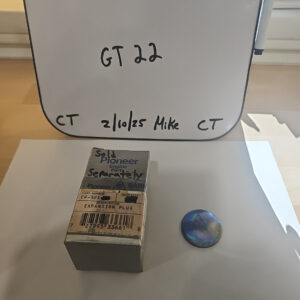 GT 22
CT 2/10/25 Mike CT
Sold
Pioneer
Separately
EXPANSION PLUG